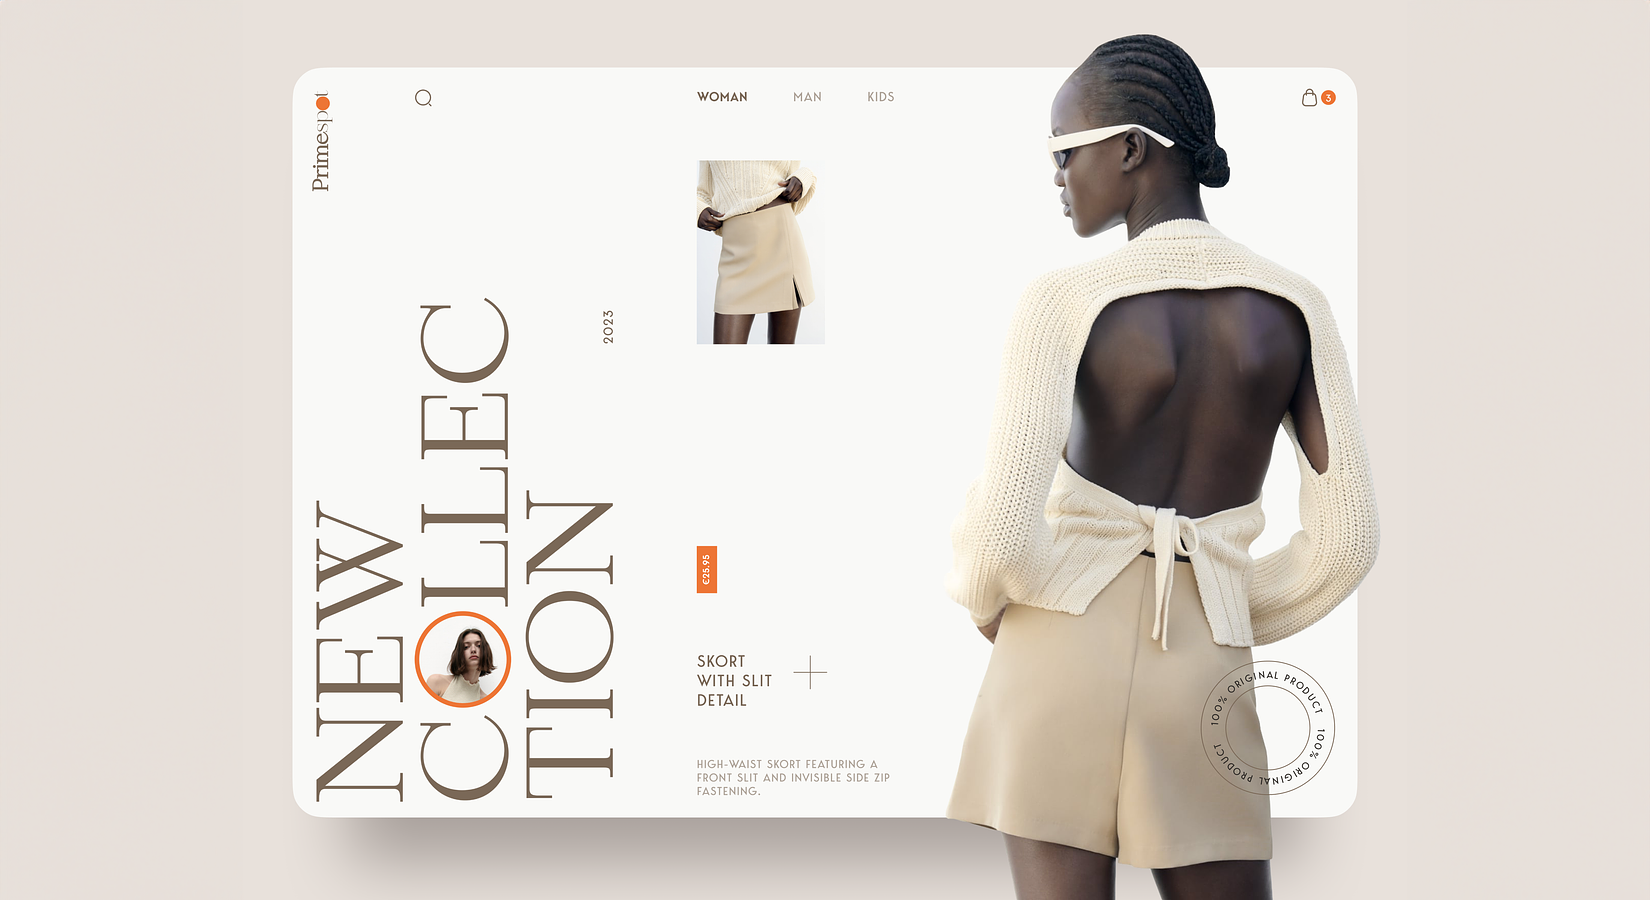 Primespot
WOMAN
MAN
KIDS
3
NEW
COLLEC
TION
2023
€25.95
SKORT
WITH SLIT
DETAIL
HIGH-WAIST SKORT FEATURING A
FRONT SLIT AND INVISIBLE SIDE ZIP
FASTENING.
100% ORIGINAL PRODUCT
100% ORIGINAL PRODUCT